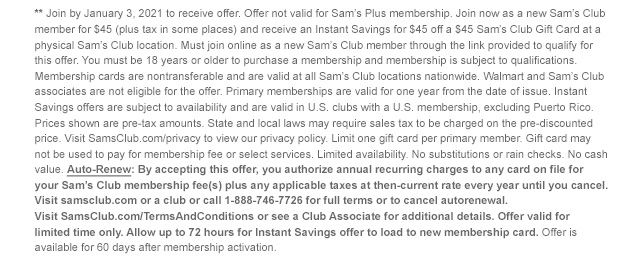 ** Join by January 3, 2021 to receive offer. Offer not valid for Sam's Plus membership. Join now as a new Sam's Club
member for $45 (plus tax in some places) and receive an Instant Savings for $45 off a $45 Sam's Club Gift Card at a
physical Sam's Club location. Must join online as a new Sam's Club member through the link provided to qualify for
this offer. You must be 18 years or older to purchase a membership and membership is subject to qualifications.
Membership cards are nontransferable and are valid at all Sam's Club locations nationwide. Walmart and Sam's Club
associates are not eligible for the offer. Primary memberships are valid for one year from the date of issue. Instant
Savings offers are subject to availability and are valid in U.S. clubs with a U.S. membership, excluding Puerto Rico.
Prices shown are pre-tax amounts. State and local laws may require sales tax to be charged on the pre-discounted
price. Visit SamsClub.com/privacy to view our privacy policy. Limit one gift card per primary member. Gift card may
not be used to pay for membership fee or select services. Limited availability. No substitutions or rain checks. No cash
value. Auto-Renew: By accepting this offer, you authorize annual recurring charges to any card on file for
your Sam's Club membership fee(s) plus any applicable taxes at then-current rate every year until you cancel.
Visit samsclub.com or a club or call 1-888-746-7726 for full terms or to cancel autorenewal.
Visit SamsClub.com/TermsAndConditions or see a Club Associate for additional details. Offer valid for
limited time only. Allow up to 72 hours for Instant Savings offer to load to new membership card. Offer is
available for 60 days after membership activation.